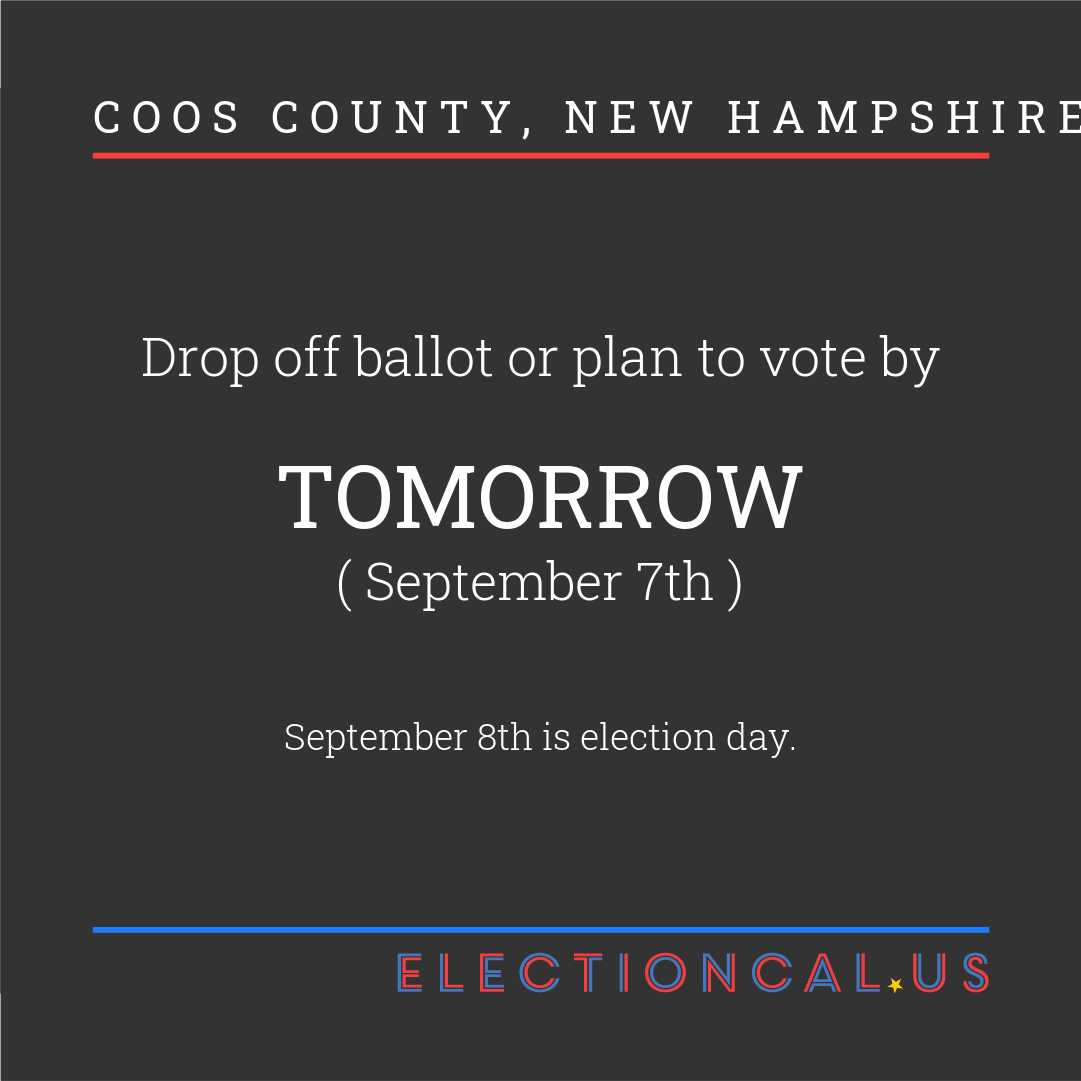 COOS COUNTY, NEW HAMPSHIRE
Drop off ballot or plan to vote by
TOMORROW
( September 7th )
September 8th is election day.
ELECTIONCAL.US